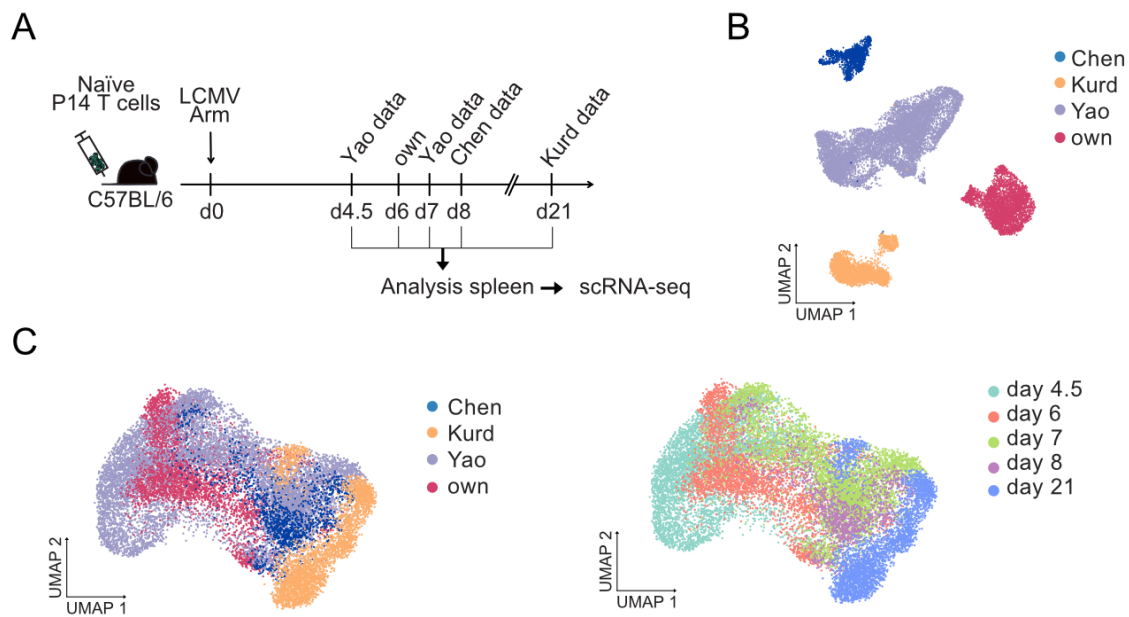 A
Naïve
P14 T cells
LCMV
Arm
Yao data
own
Yao data
Chen data
Kurd data
C57BL/6
d0
d4.5
d6
d7
d8
d21
Analysis spleen
scRNA-seq
B
Chen
Kurd
Yao
own
UMAP 2
UMAP 1
C
Chen
Kurd
Yao
own
UMAP 2
UMAP 1
day 4.5
day 6
day 7
day 8
day 21
UMAP 2
UMAP 1